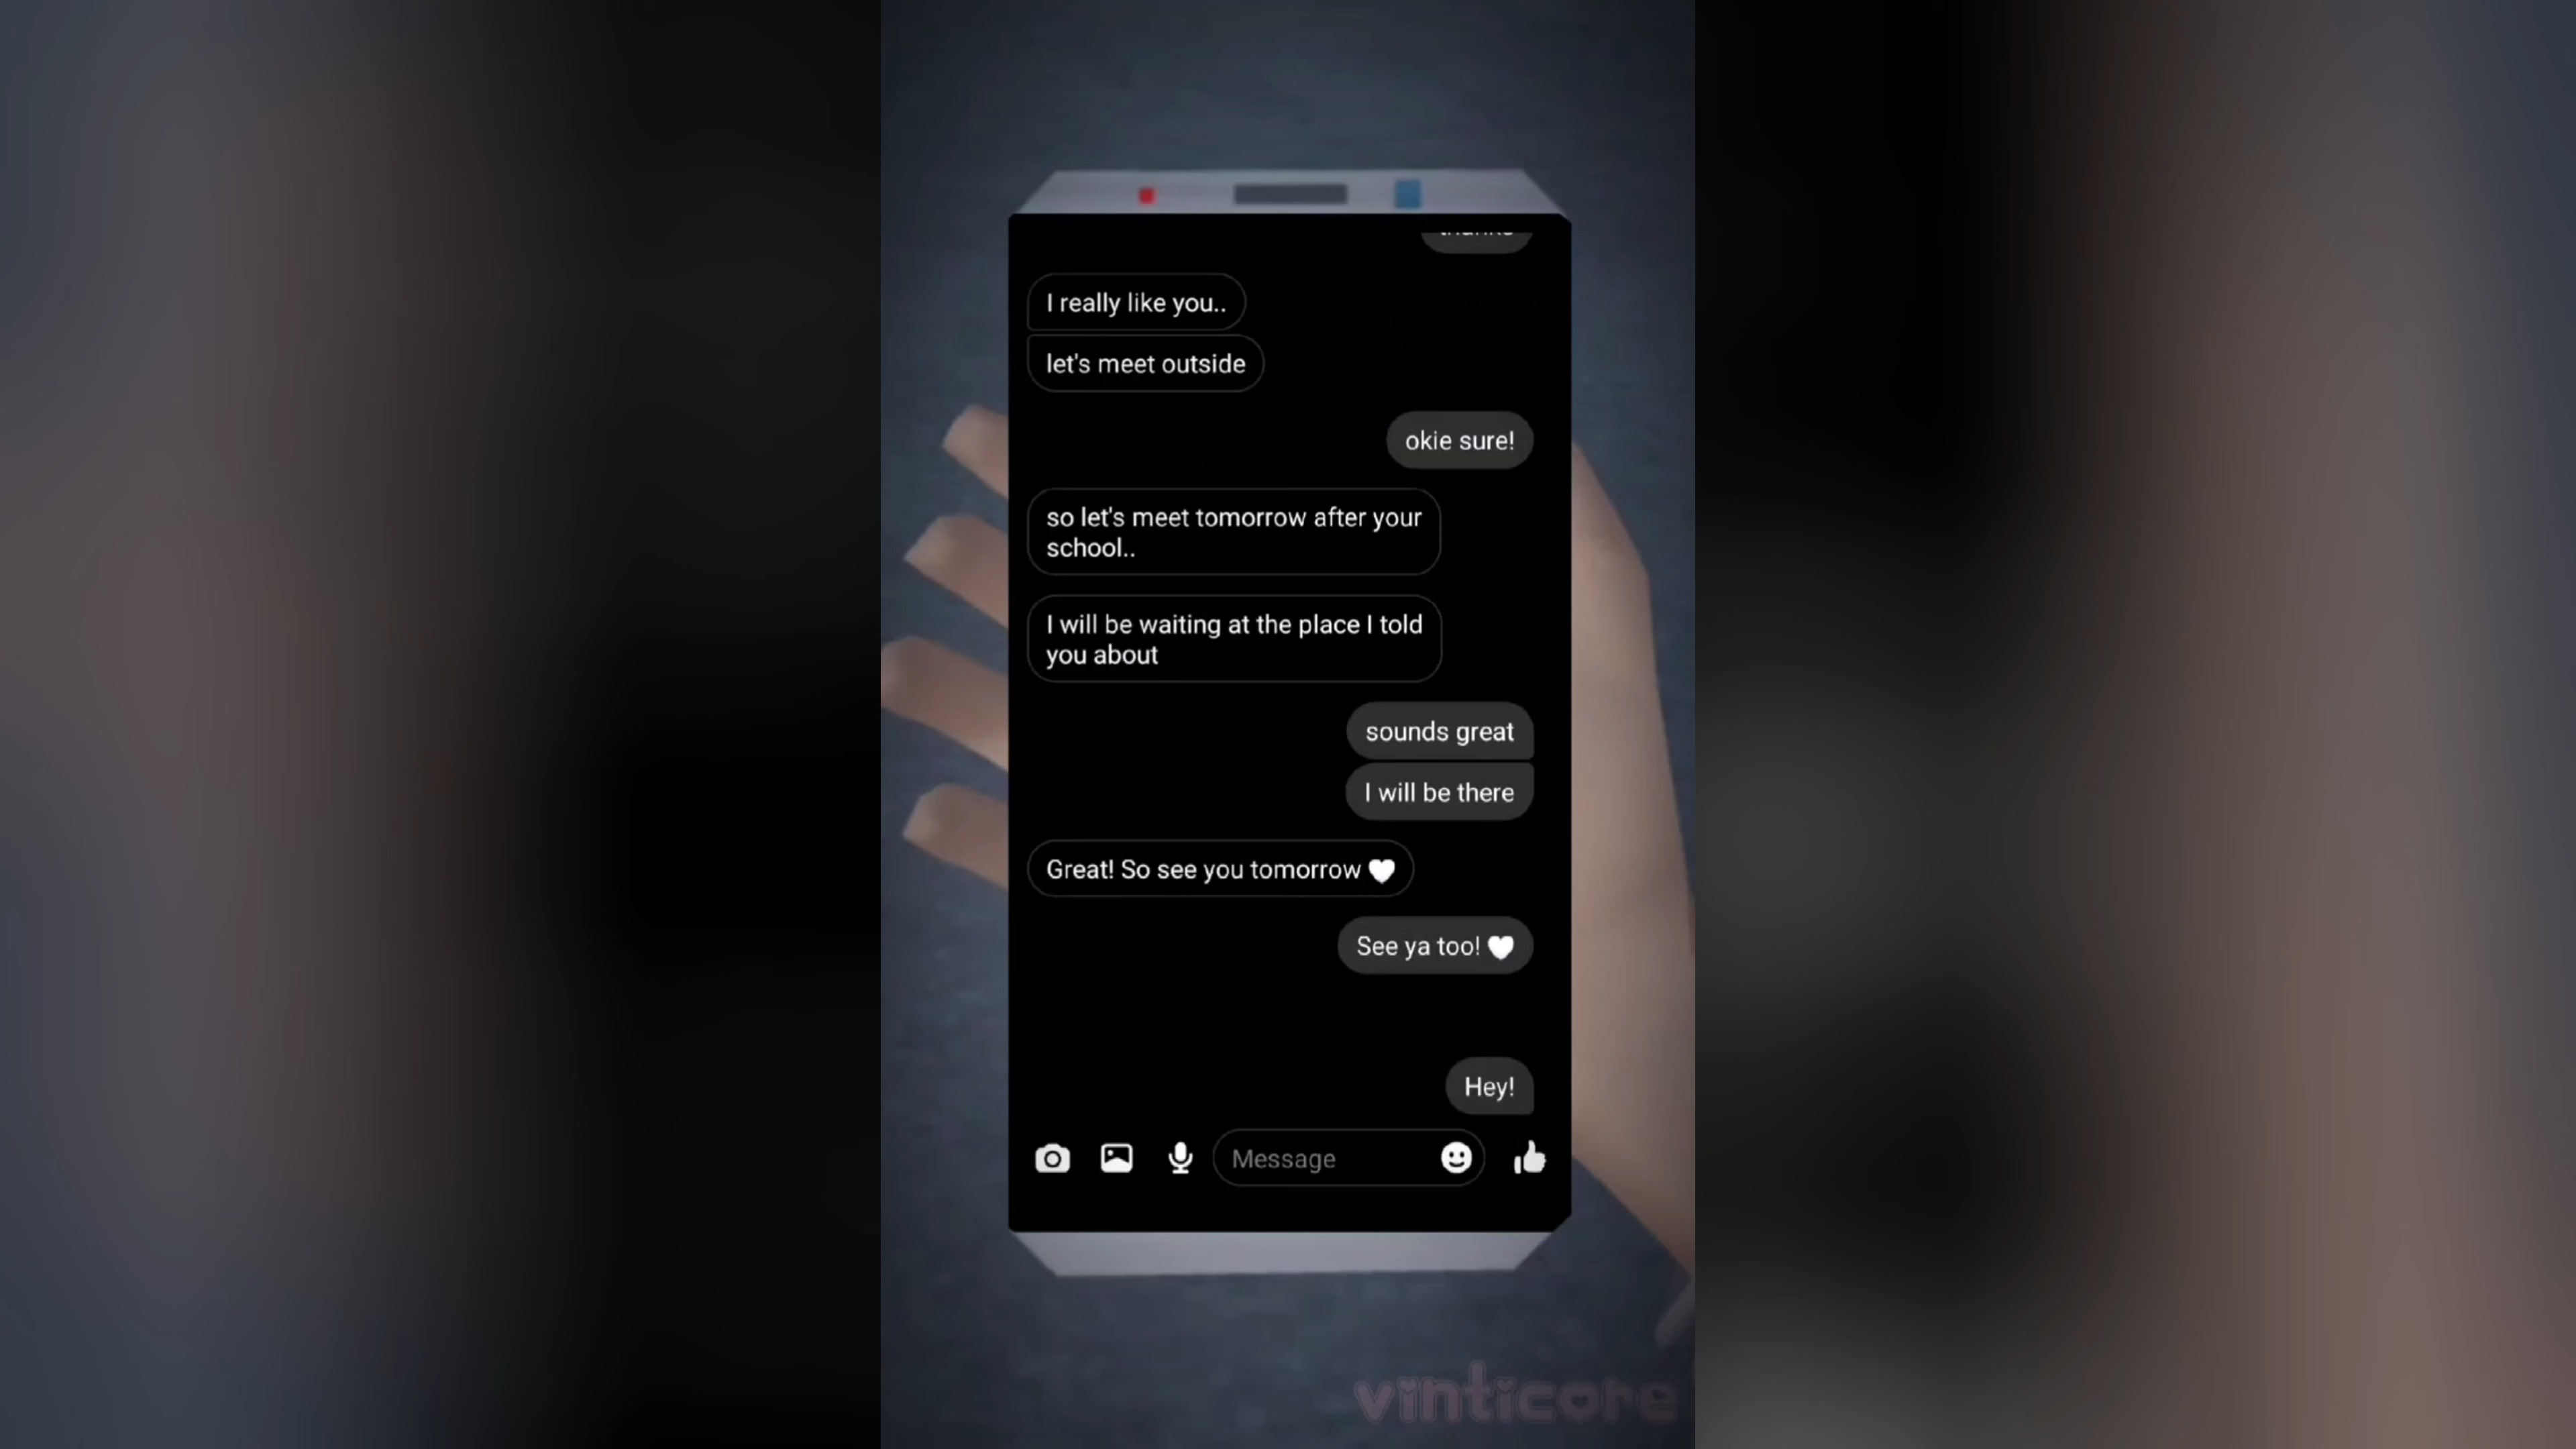 I really like you..
let's meet outside
okie sure!
so let's meet tomorrow after your
school..
I will be waiting at the place I told
you about
sounds great
I will be there
Great! So see you tomorrow 🤍
See ya too! 🤍
Hey!
Message
vinticore